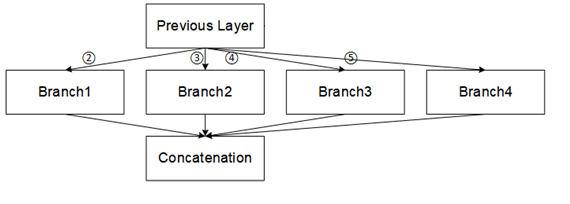 Previous Layer
② ③ ④ ⑤
Branch1 Branch2 Branch3 Branch4
Concatenation